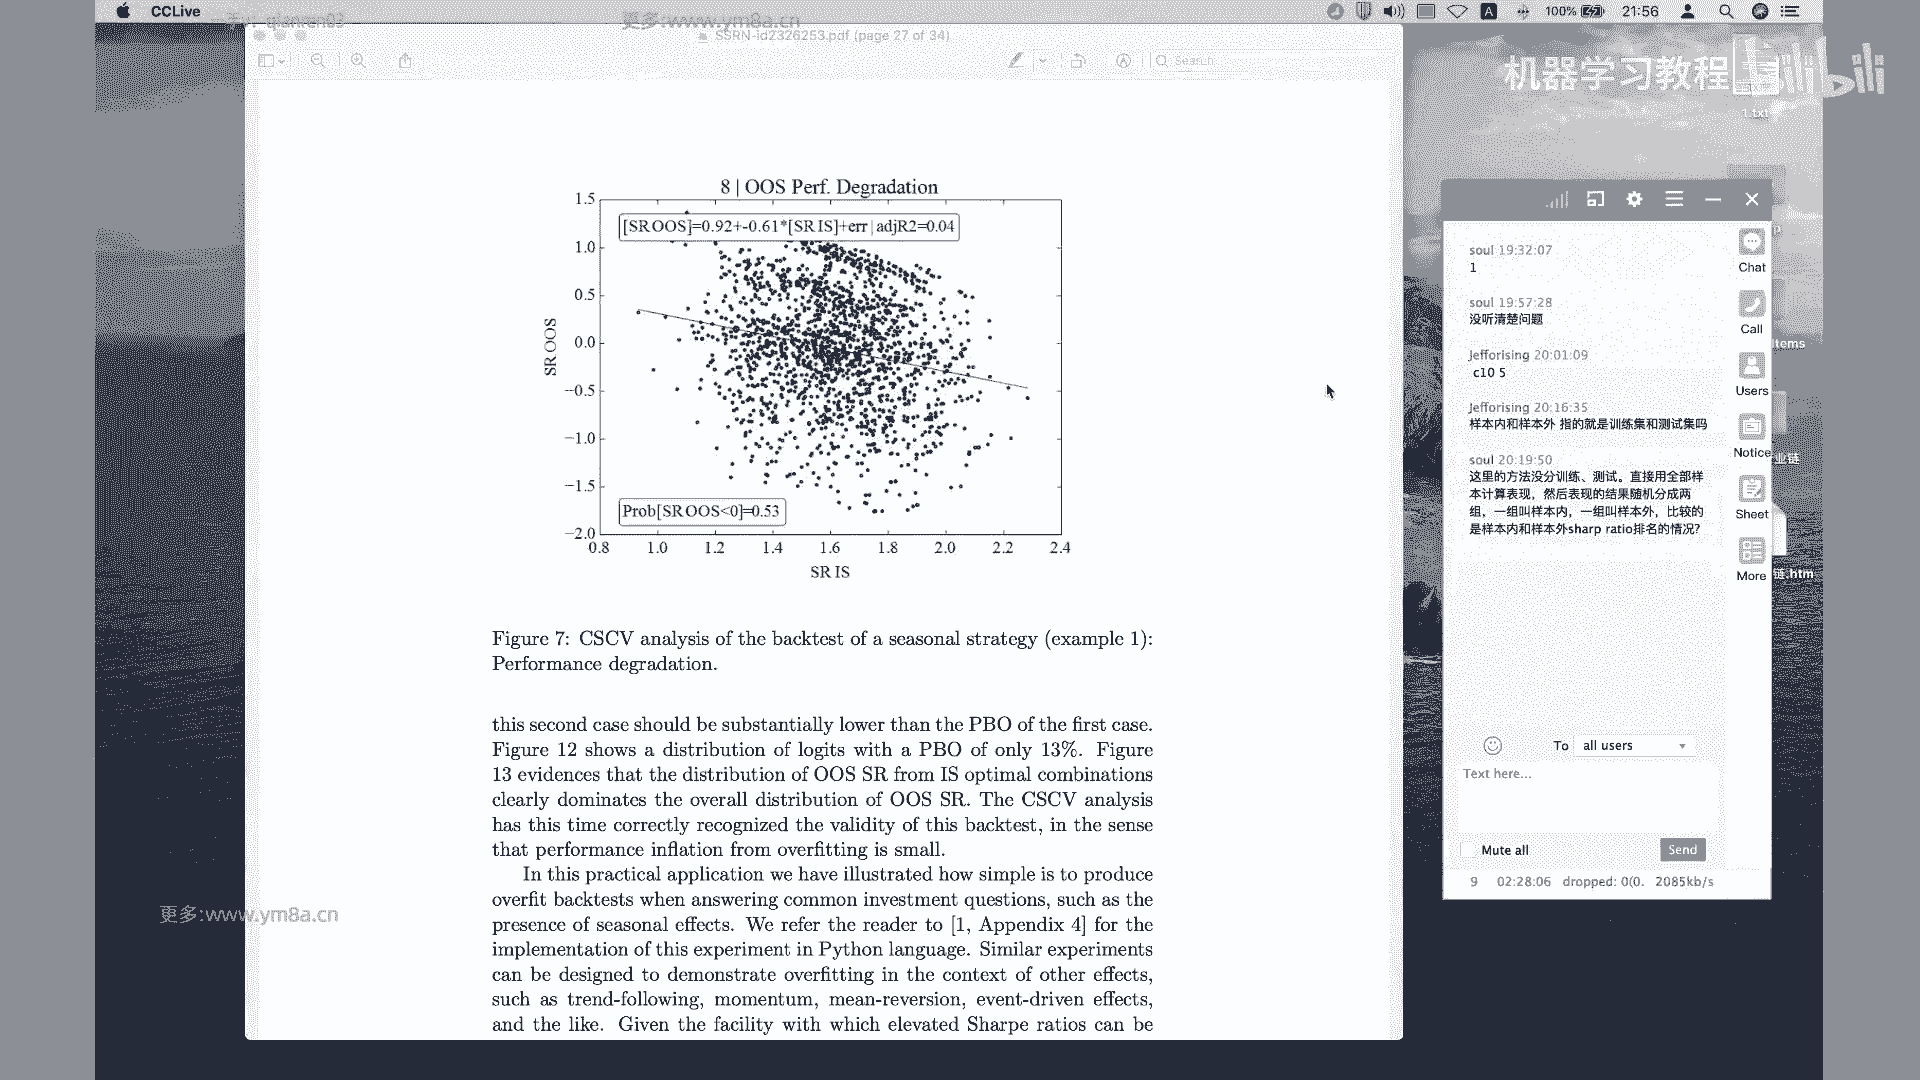 CCLive
100%
A
21:56
更多:www.ym8a.cn
SSRN-id2326253.pdf (page 27 of 34)
Search
机器学习教程
bilibili
1.txt
8 | OOS Perf. Degradation
[SR OOS]=0.92+-0.61*[SR IS]+err | adjR2=0.04
1.5
1.0
0.5
0.0
−0.5
−1.0
−1.5
−2.0
SR OOS
Prob[SR OOS<0]=0.53
0.8 1.0 1.2 1.4 1.6 1.8 2.0 2.2 2.4
SR IS
Figure 7: CSCV analysis of the backtest of a seasonal strategy (example 1):
Performance degradation.
this second case should be substantially lower than the PBO of the first case.
Figure 12 shows a distribution of logits with a PBO of only 13%. Figure
13 evidences that the distribution of OOS SR from IS optimal combinations
clearly dominates the overall distribution of OOS SR. The CSCV analysis
has this time correctly recognized the validity of this backtest, in the sense
that performance inflation from overfitting is small.
In this practical application we have illustrated how simple is to produce
overfit backtests when answering common investment questions, such as the
presence of seasonal effects. We refer the reader to [1, Appendix 4] for the
implementation of this experiment in Python language. Similar experiments
can be designed to demonstrate overfitting in the context of other effects,
such as trend-following, momentum, mean-reversion, event-driven effects,
and the like. Given the facility with which elevated Sharpe ratios can be
soul 19:32:07
1
soul 19:57:28
没听清楚问题
Jefforising 20:01:09
c10 5
Jefforising 20:16:35
样本内和样本外 指的就是训练集和测试集吗
soul 20:19:50
这里的方法没分训练、测试。直接用全部样
本计算表现，然后表现的结果随机分成两
组，一组叫样本内，一组叫样本外，比较的
是样本内和样本外sharp ratio排名的情况?
Chat
Call
Users
Notice
Sheet
More
To all users
Text here...
Mute all
Send
9 02:28:06 dropped: 0(0. 2085kb/s
Items
业链
链.htm
更多:www.ym8a.cn